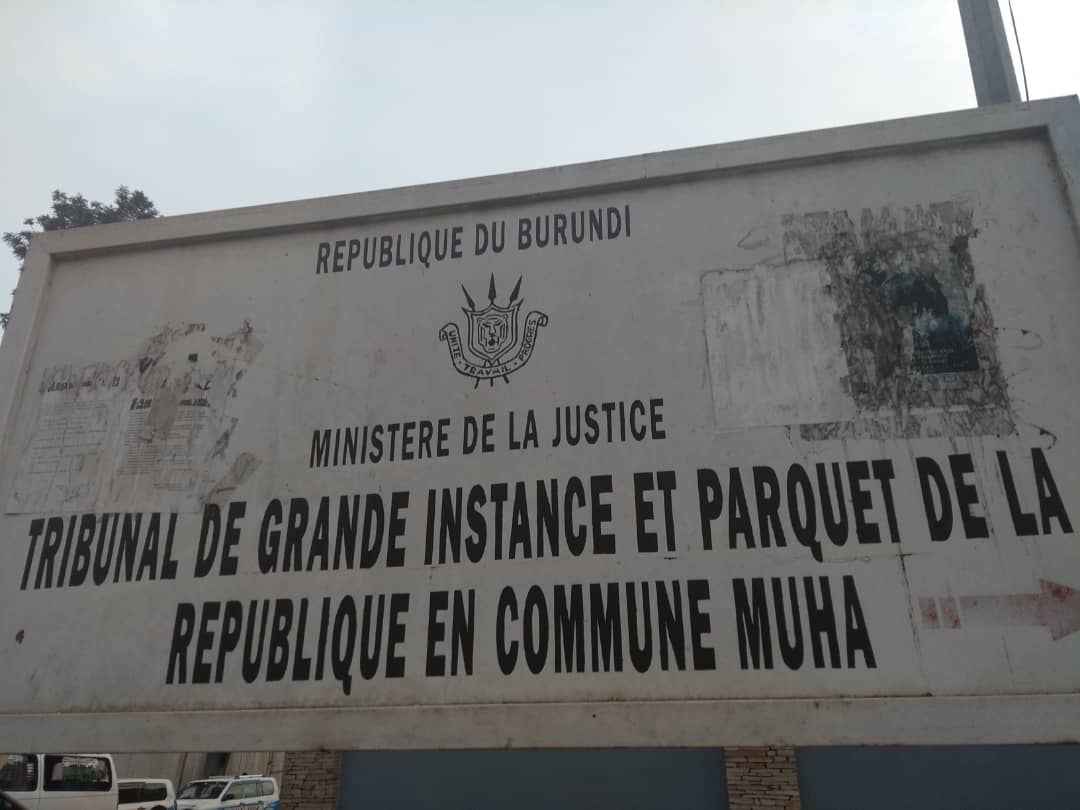 REPUBLIQUE DU BURUNDI
UNITE - TRAVAIL - PROGRES
MINISTERE DE LA JUSTICE
TRIBUNAL DE GRANDE INSTANCE ET PARQUET DE LA
REPUBLIQUE EN COMMUNE MUHA